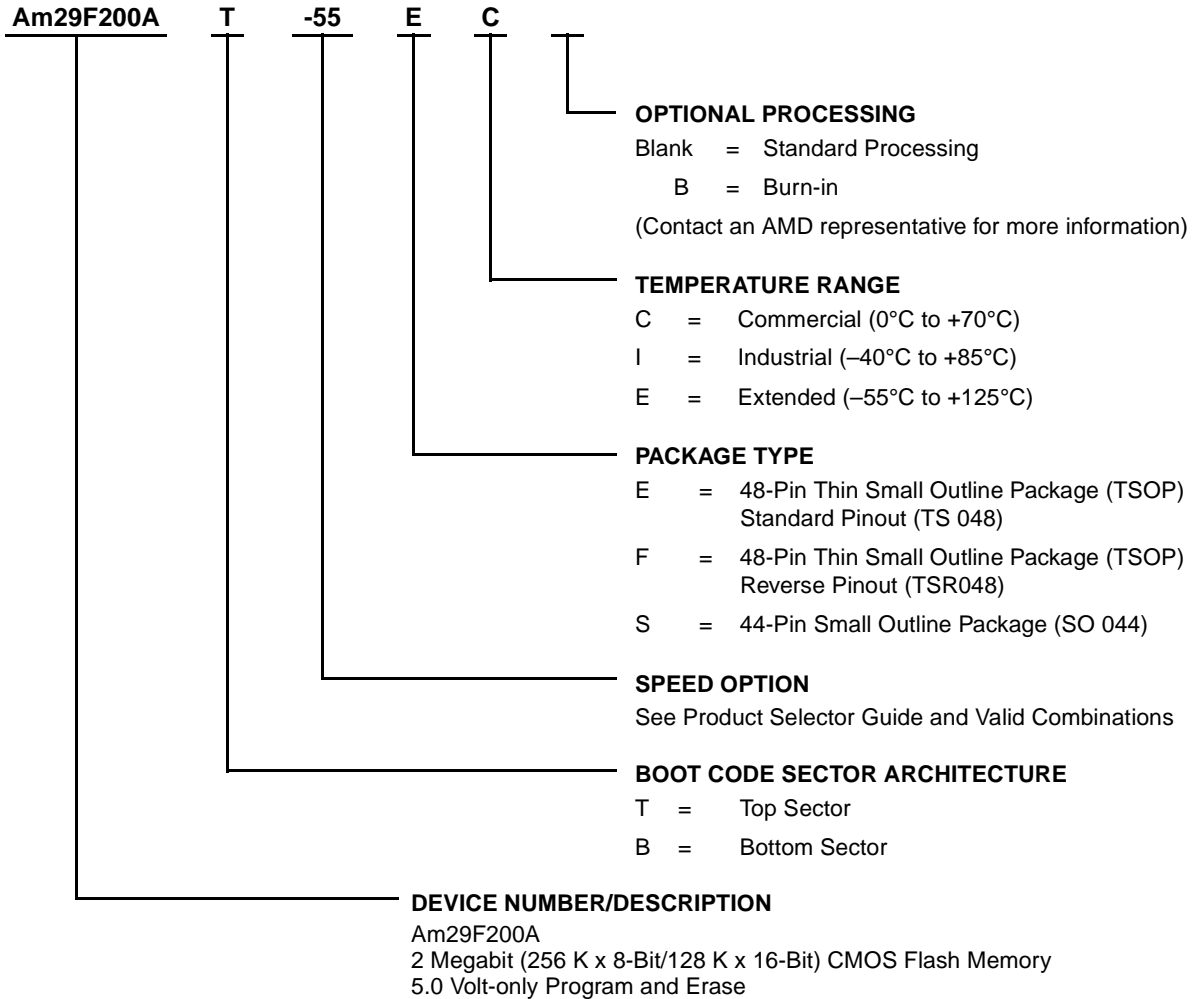 Am29F200A T -55 E C
OPTIONAL PROCESSING
Blank = Standard Processing
B = Burn-in
(Contact an AMD representative for more information)
TEMPERATURE RANGE
C = Commercial (0°C to +70°C)
I = Industrial (–40°C to +85°C)
E = Extended (–55°C to +125°C)
PACKAGE TYPE
E = 48-Pin Thin Small Outline Package (TSOP)
Standard Pinout (TS 048)
F = 48-Pin Thin Small Outline Package (TSOP)
Reverse Pinout (TSR048)
S = 44-Pin Small Outline Package (SO 044)
SPEED OPTION
See Product Selector Guide and Valid Combinations
BOOT CODE SECTOR ARCHITECTURE
T = Top Sector
B = Bottom Sector
DEVICE NUMBER/DESCRIPTION
Am29F200A
2 Megabit (256 K x 8-Bit/128 K x 16-Bit) CMOS Flash Memory
5.0 Volt-only Program and Erase